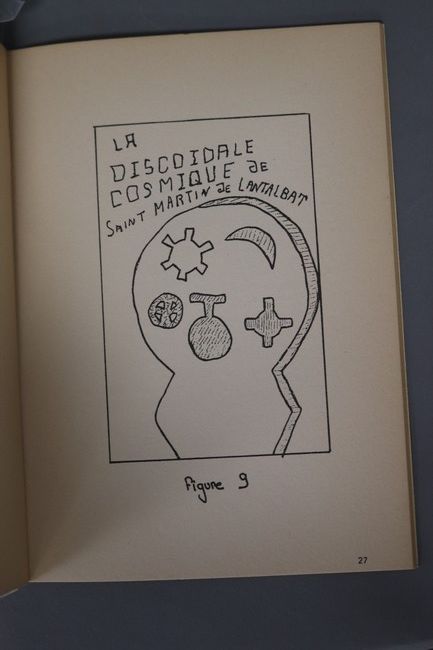 LA
DISCOIDALE
COSMIQUE de
SAINT MARTIN de LANTALBAT
figure 9
27